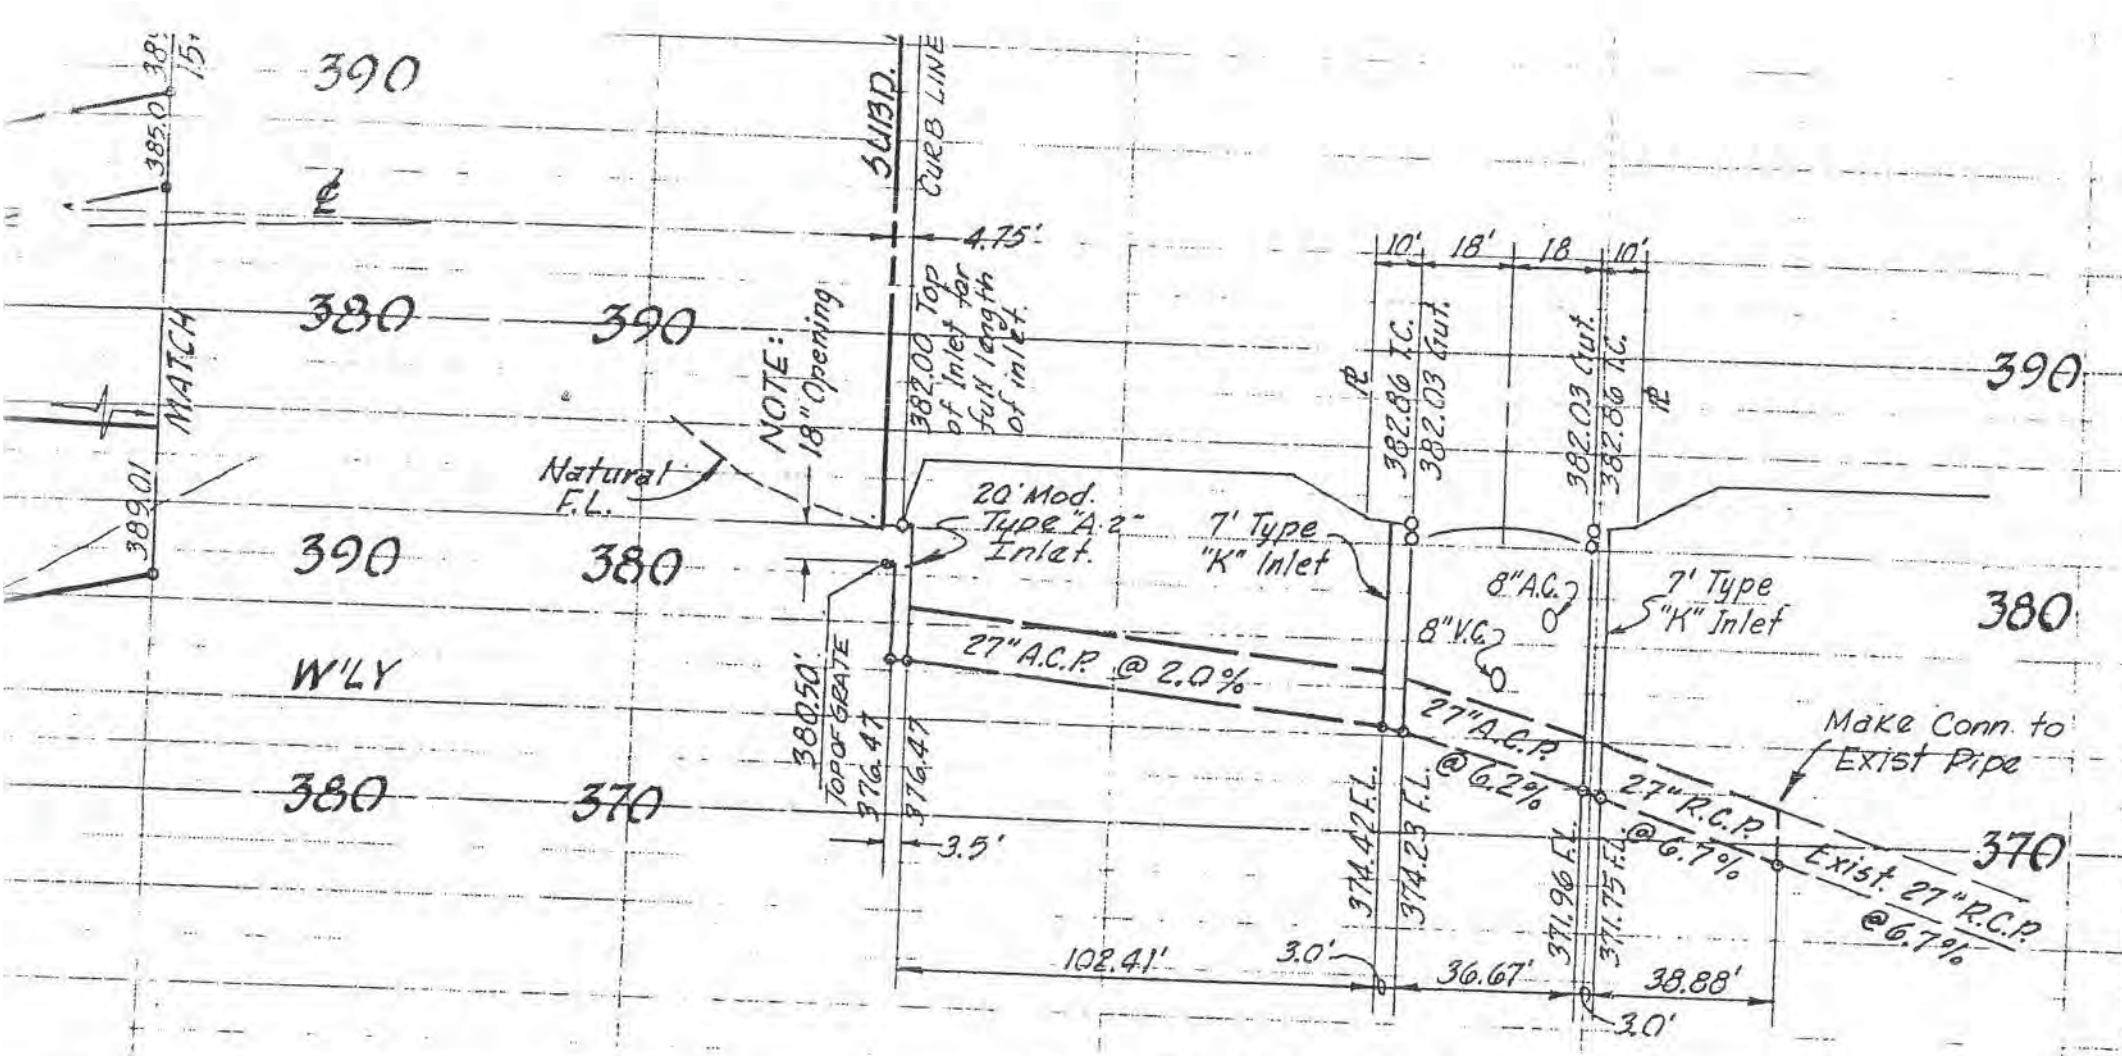 390
385.0
SUBD.
CURB LINE
℄
4.75'
10'
18'
18
10'
380
390
MATCH
NOTE:
18" Opening
382.00 Top
of Inlet for
full length
of inlet.
382.86 T.C.
382.03 Gut.
382.03 Gut.
382.86 T.C.
390
389.01
Natural
F.L.
20' Mod.
Type "A-2"
Inlet.
7' Type
"K" Inlet
8" A.C.
8" V.C.
7' Type
"K" Inlet
390
380
380
W'LY
27" A.C.P. @ 2.0%
380.50'
TOP OF GRATE
376.47
376.47
27" A.C.P.
@ 6.2%
27" R.C.P.
@ 6.7%
Make Conn. to
Exist Pipe
380
370
3.5'
374.42 F.L.
374.23 F.L.
371.96 F.L.
371.75 F.L.
370
Exist. 27" R.C.P.
@ 6.7%
102.41'
3.0'
36.67'
38.88'
3.0'